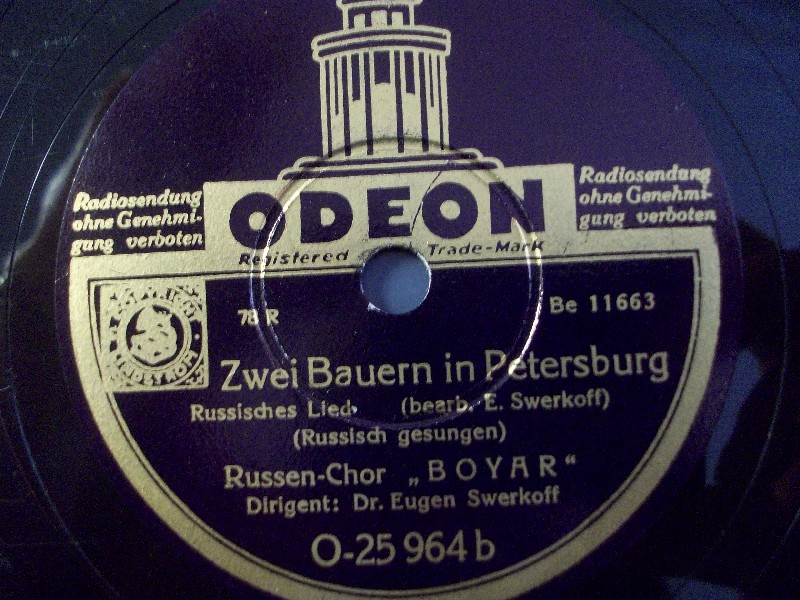 ODEON
Registered Trade-Mark
Radiosendung
ohne Genehmi-
gung verboten
Radiosendung
ohne Genehmi-
gung verboten
78 R
Be 11663
Zwei Bauern in Petersburg
Russisches Lied (bearb. E. Swerkoff)
(Russisch gesungen)
Russen-Chor „BOYAR“
Dirigent: Dr. Eugen Swerkoff
O-25 964 b